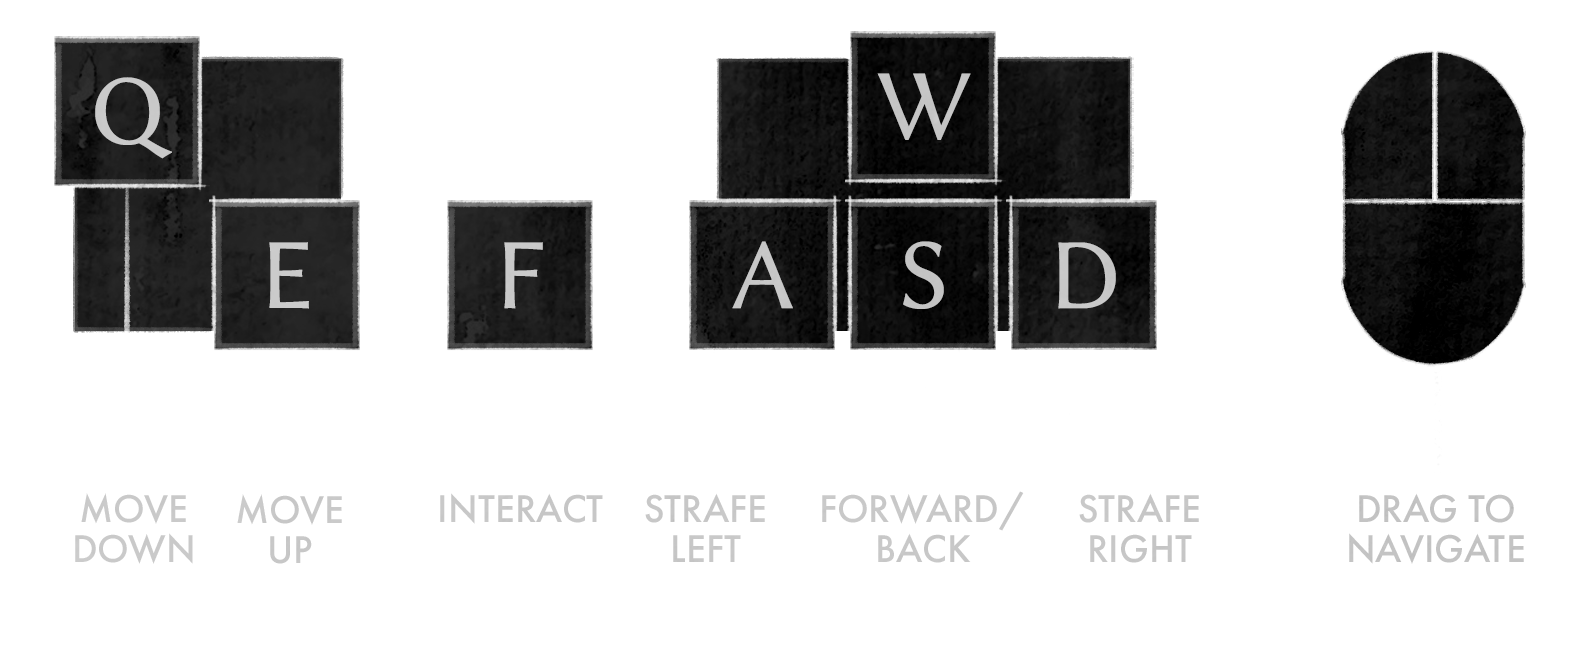 Q
W
E
F
A
S
D
MOVE
DOWN
MOVE
UP
INTERACT
STRAFE
LEFT
FORWARD/
BACK
STRAFE
RIGHT
DRAG TO
NAVIGATE